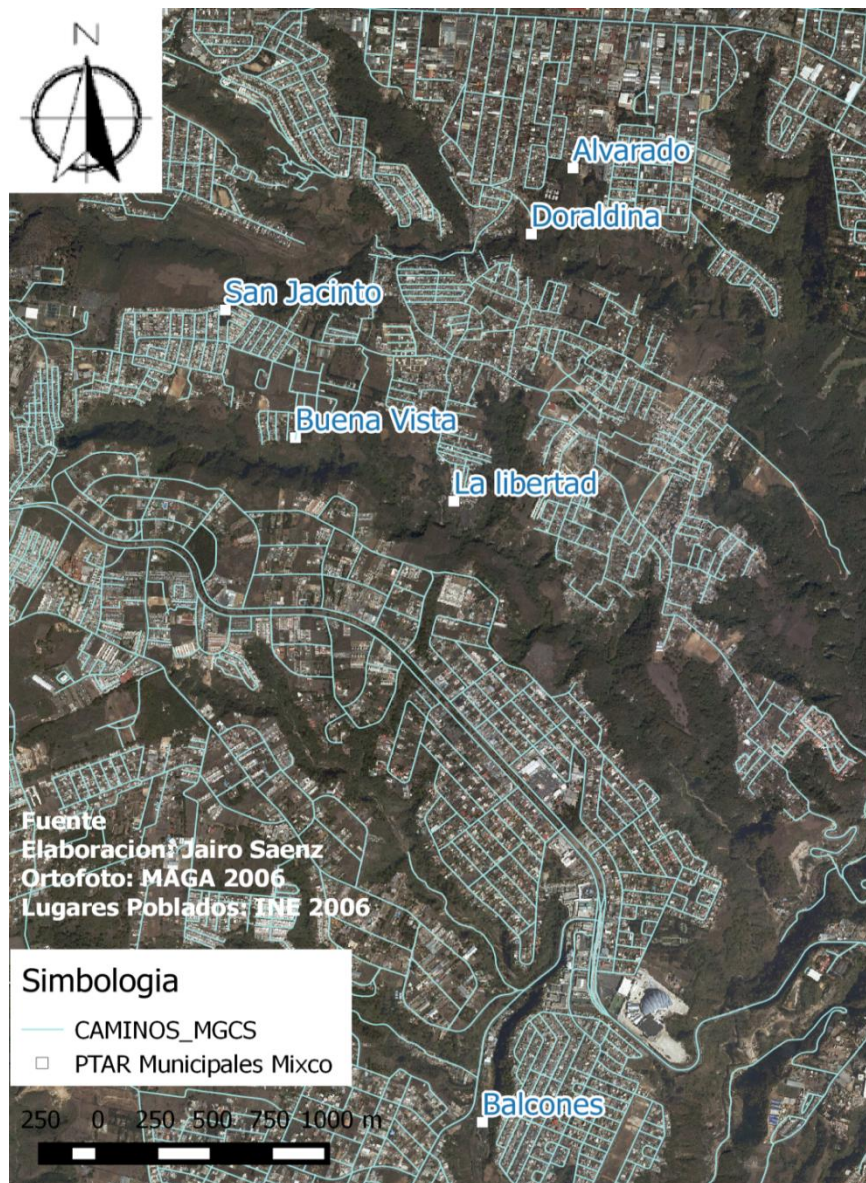 N
Alvarado
Doraldina
San Jacinto
Buena Vista
La libertad
Fuente
Elaboracion: Jairo Saenz
Ortofoto: MAGA 2006
Lugares Poblados: INE 2006
Simbologia
CAMINOS_MGCS
PTAR Municipales Mixco
250 0 250 500 750 1000 m
Balcones